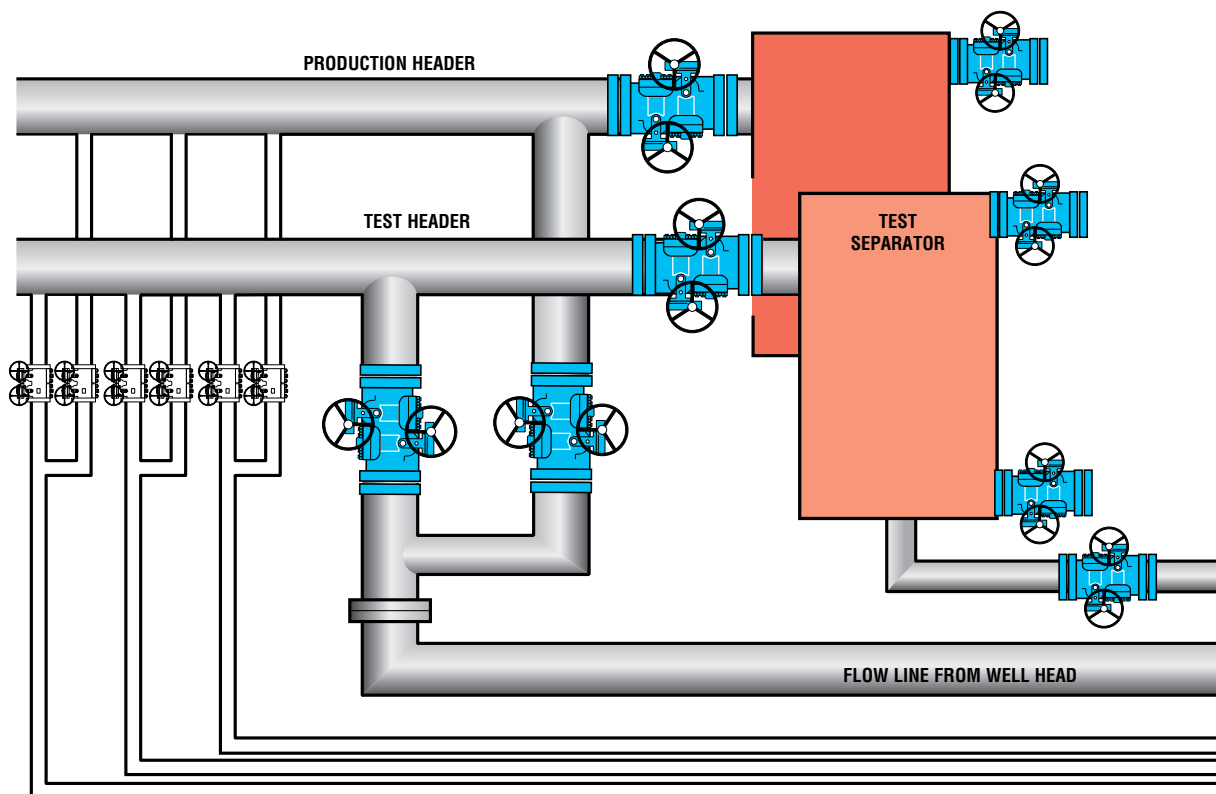 PRODUCTION HEADER
TEST HEADER
TEST
SEPARATOR
FLOW LINE FROM WELL HEAD